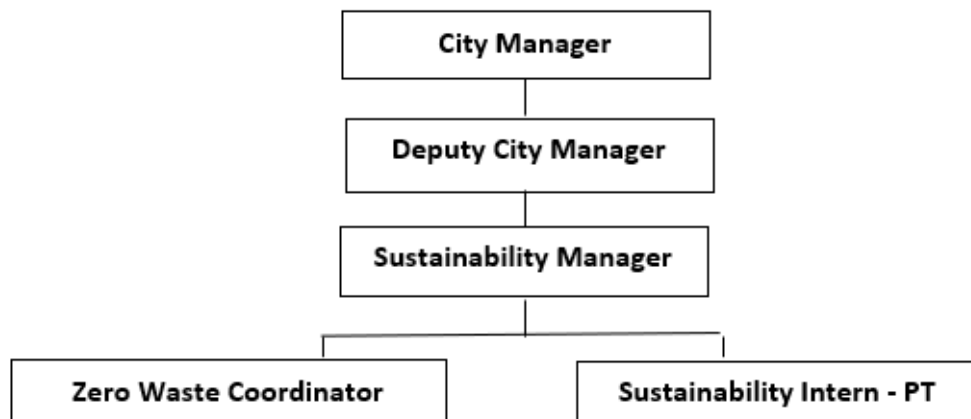 City Manager
Deputy City Manager
Sustainability Manager
Zero Waste Coordinator
Sustainability Intern - PT